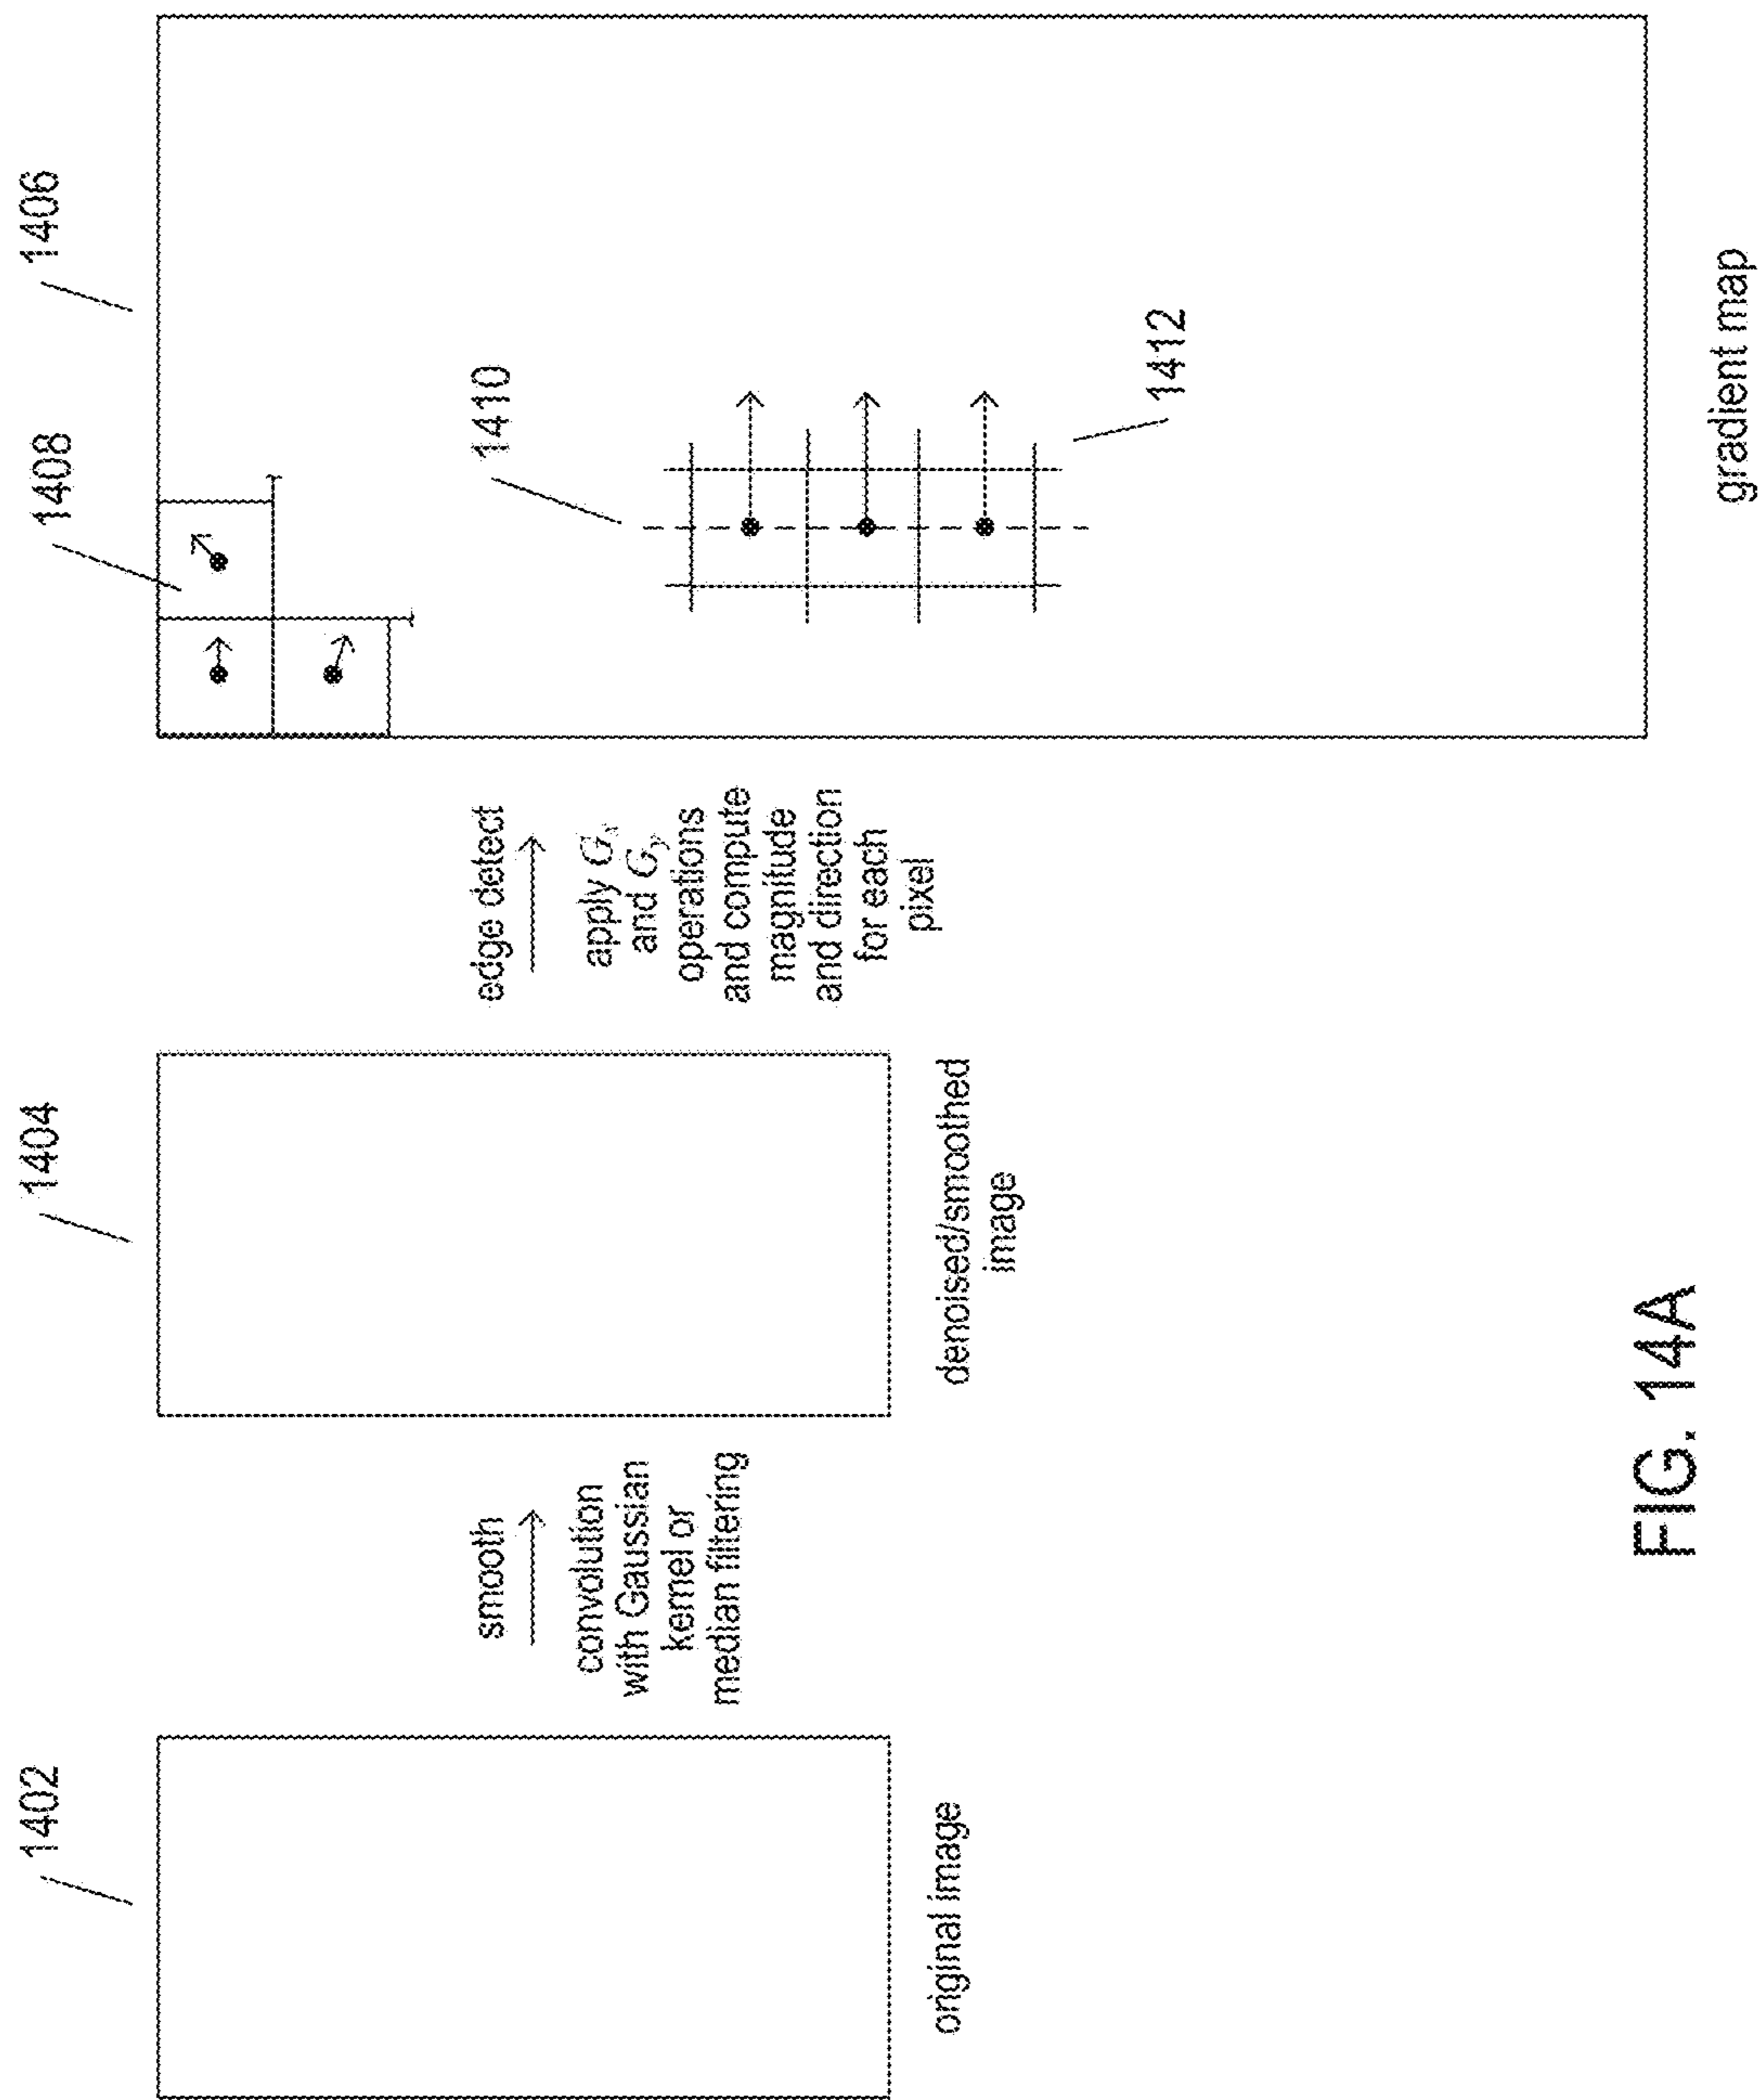 1402
1404
1406
1408
1410
1412
smooth
convolution
with Gaussian
kernel or
median filtering
edge detect
apply Gx
and Gy
operations
and compute
magnitude
and direction
for each
pixel
original image
denoised/smoothed
image
gradient map
FIG. 14A